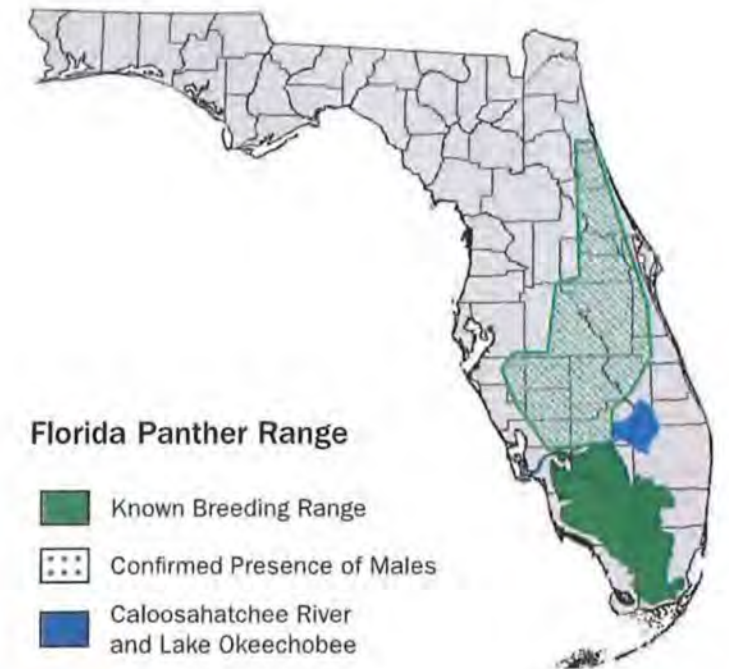 Florida Panther Range
Known Breeding Range
Confirmed Presence of Males
Caloosahatchee River
and Lake Okeechobee